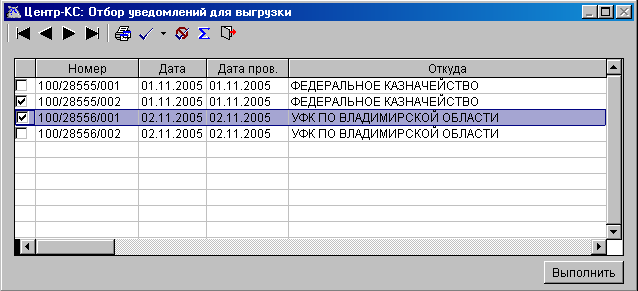 Центр-КС: Отбор уведомлений для выгрузки
Номер Дата Дата пров. Откуда
100/28555/001 01.11.2005 01.11.2005 ФЕДЕРАЛЬНОЕ КАЗНАЧЕЙСТВО
100/28555/002 01.11.2005 01.11.2005 ФЕДЕРАЛЬНОЕ КАЗНАЧЕЙСТВО
100/28556/001 02.11.2005 02.11.2005 УФК ПО ВЛАДИМИРСКОЙ ОБЛАСТИ
100/28556/002 02.11.2005 02.11.2005 УФК ПО ВЛАДИМИРСКОЙ ОБЛАСТИ
Выполнить